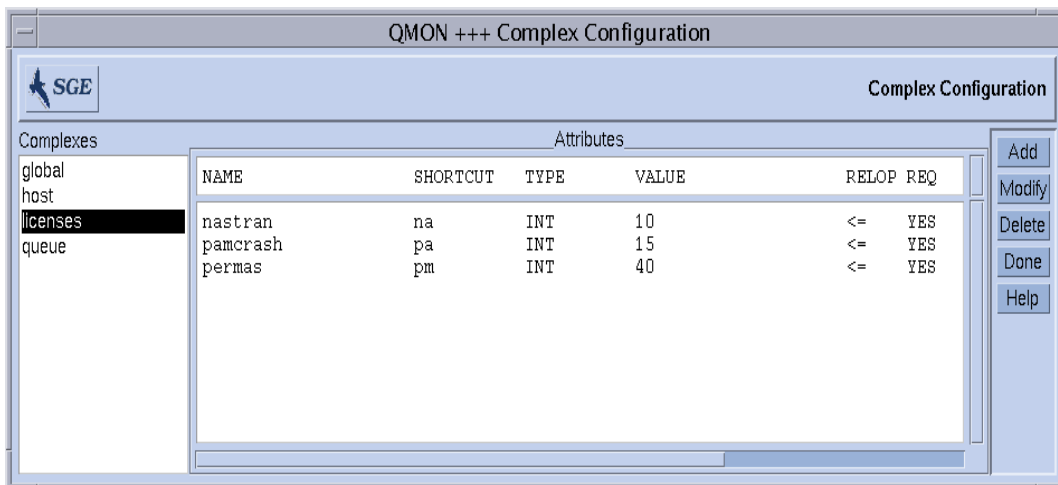 QMON +++ Complex Configuration
SGE
Complex Configuration
Complexes
global
host
licenses
queue
Attributes
NAME SHORTCUT TYPE VALUE RELOP REQ
nastran na INT 10 <= YES
pamcrash pa INT 15 <= YES
permas pm INT 40 <= YES
Add
Modify
Delete
Done
Help